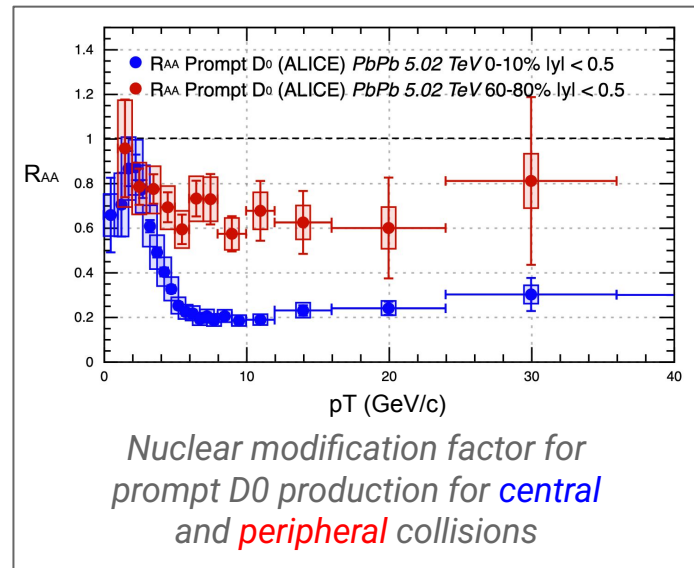 1.4
● RAA Prompt D0 (ALICE) PbPb 5.02 TeV 0-10% |y| < 0.5
● RAA Prompt D0 (ALICE) PbPb 5.02 TeV 60-80% |y| < 0.5
1.2
1
RAA
0.8
0.6
0.4
0.2
0
0 10 20 30 40
pT (GeV/c)
Nuclear modification factor for
prompt D0 production for central
and peripheral collisions